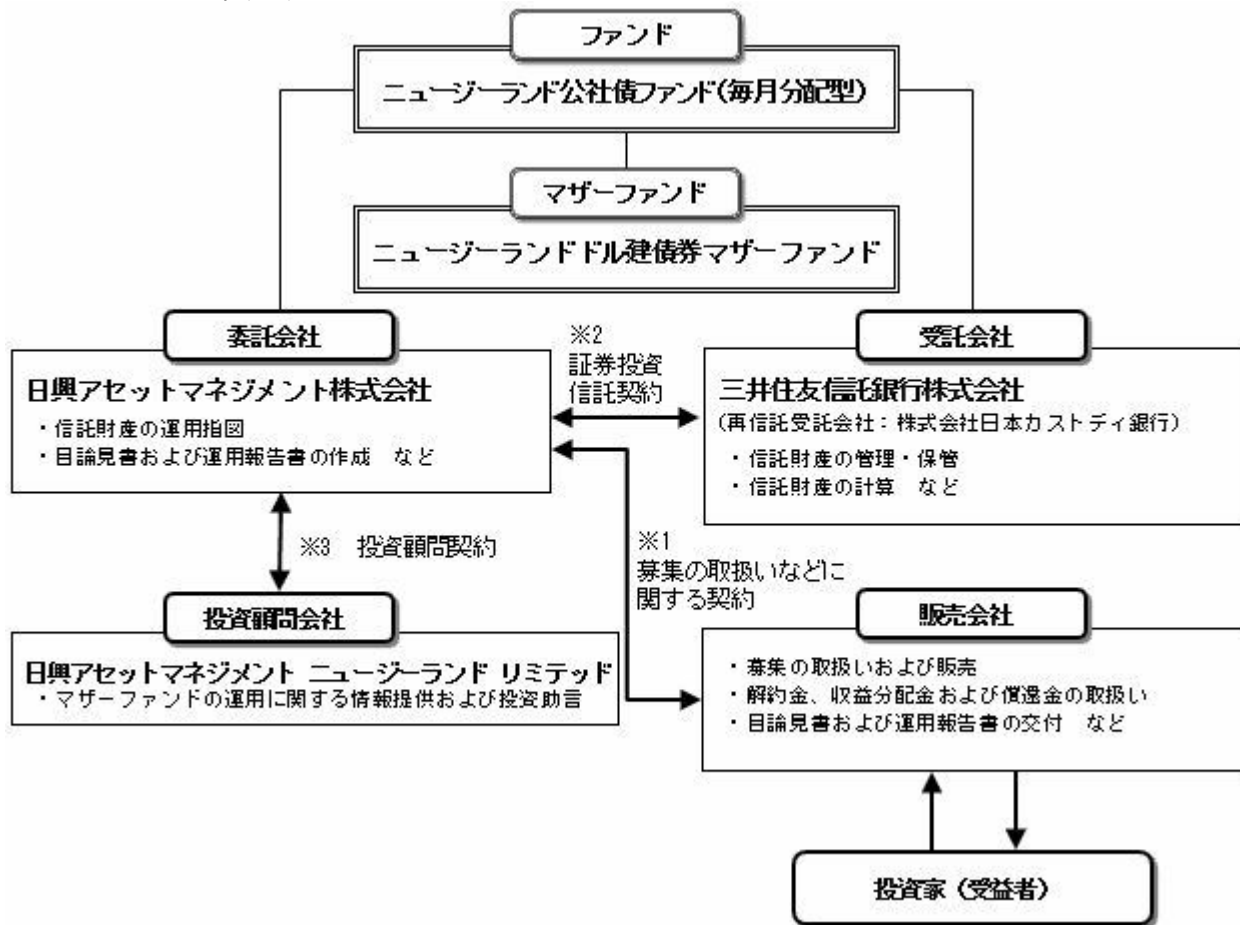 ファンド
ニュージーランド公社債ファンド(毎月分配型)
マザーファンド
ニュージーランドドル建債券マザーファンド
委託会社
日興アセットマネジメント株式会社
・信託財産の運用指図
・目論見書および運用報告書の作成　など
※2
証券投資
信託契約
受託会社
三井住友信託銀行株式会社
(再信託受託会社：株式会社日本カストディ銀行)
・信託財産の管理・保管
・信託財産の計算　など
※3　投資顧問契約
※1
募集の取扱いなどに
関する契約
投資顧問会社
日興アセットマネジメント ニュージーランド リミテッド
・マザーファンドの運用に関する情報提供および投資助言
販売会社
・募集の取扱いおよび販売
・解約金、収益分配金および償還金の取扱い
・目論見書および運用報告書の交付　など
投資家（受益者）